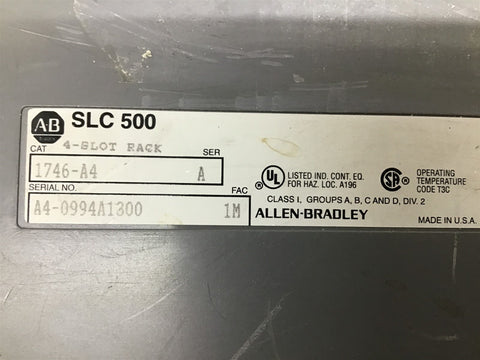 AB SLC 500
CAT 4-SLOT RACK SER
1746-A4 A
SERIAL NO. FAC
A4-0994A1300 1M
UL LISTED IND. CONT. EQ.
FOR HAZ. LOC. A196
SA OPERATING
TEMPERATURE
CODE T3C
CLASS I, GROUPS A, B, C AND D, DIV. 2
ALLEN-BRADLEY MADE IN U.S.A.